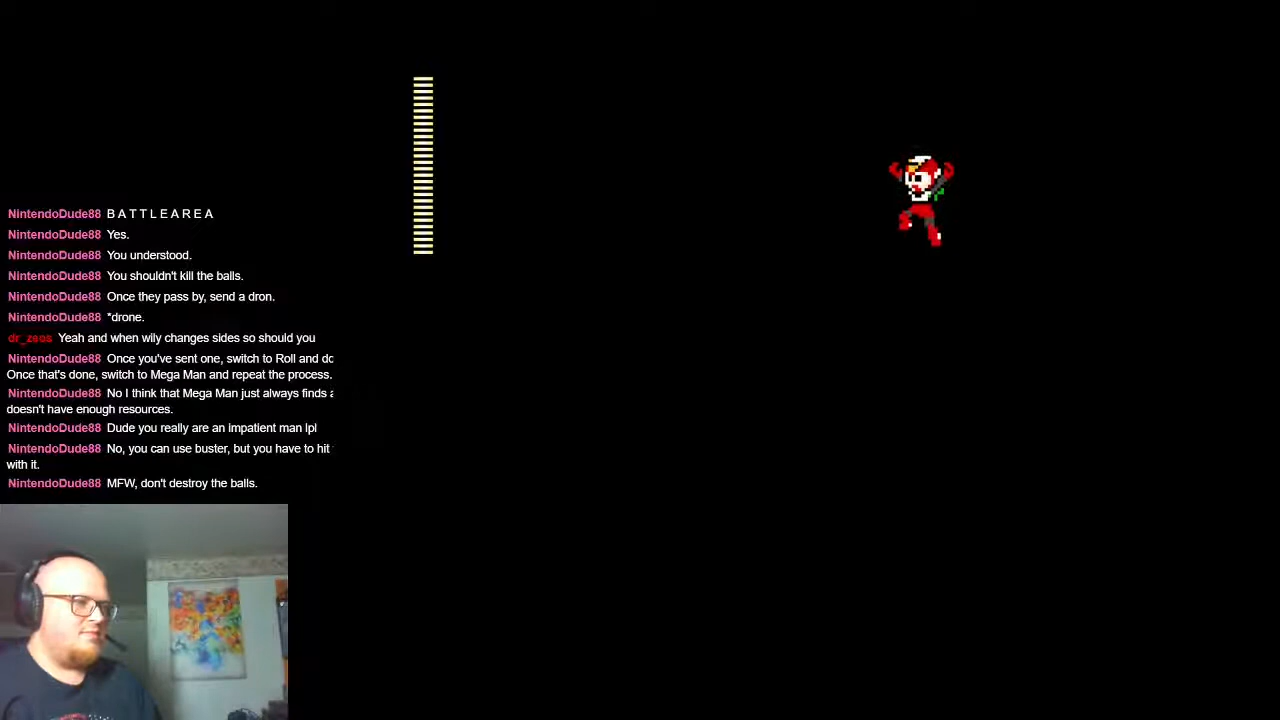 NintendoDude88 B A T T L E A R E A
NintendoDude88 Yes.
NintendoDude88 You understood.
NintendoDude88 You shouldn't kill the balls.
NintendoDude88 Once they pass by, send a dron.
NintendoDude88 *drone.
dr_zeos Yeah and when wily changes sides so should you
NintendoDude88 Once you've sent one, switch to Roll and do
Once that's done, switch to Mega Man and repeat the process.
NintendoDude88 No I think that Mega Man just always finds a
doesn't have enough resources.
NintendoDude88 Dude you really are an impatient man lpl
NintendoDude88 No, you can use buster, but you have to hit
with it.
NintendoDude88 MFW, don't destroy the balls.